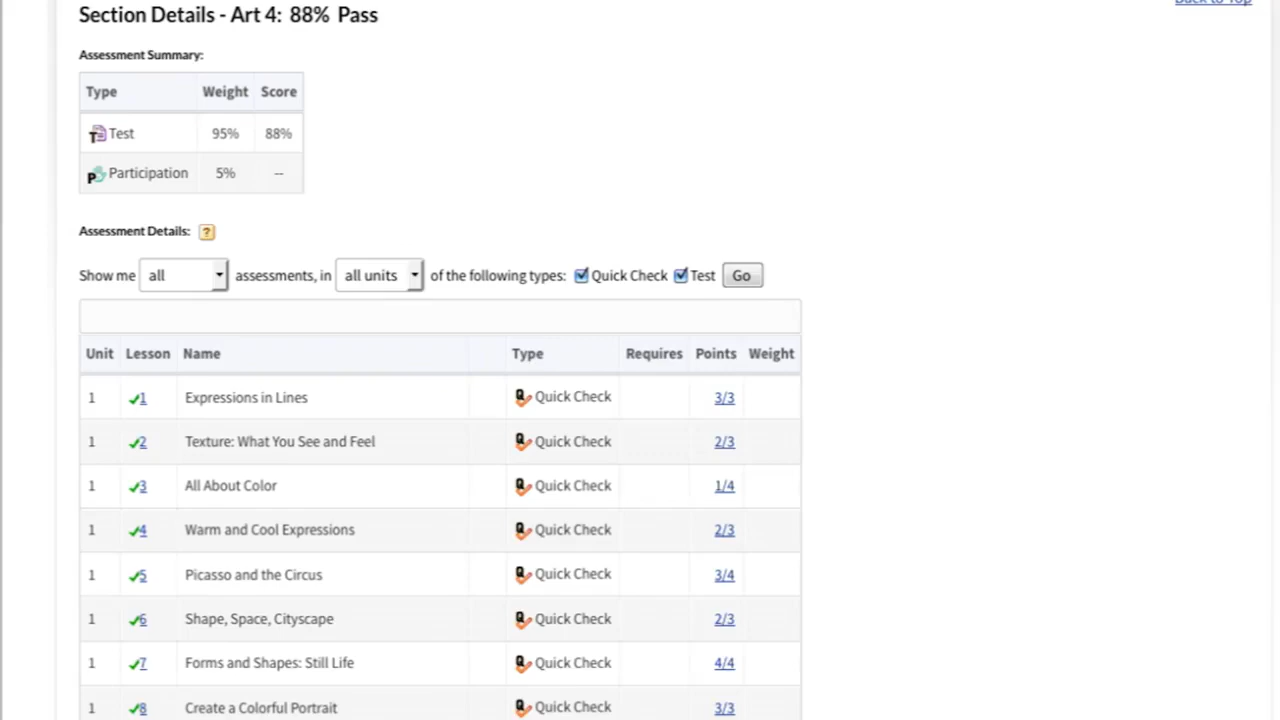 Back to Top
Section Details - Art 4: 88% Pass
Assessment Summary:
Type Weight Score
Test 95% 88%
Participation 5% --
Assessment Details: ?
Show me all assessments, in all units of the following types: Quick Check Test Go
Unit Lesson Name Type Requires Points Weight
1 1 Expressions in Lines Quick Check 3/3
1 2 Texture: What You See and Feel Quick Check 2/3
1 3 All About Color Quick Check 1/4
1 4 Warm and Cool Expressions Quick Check 2/3
1 5 Picasso and the Circus Quick Check 3/4
1 6 Shape, Space, Cityscape Quick Check 2/3
1 7 Forms and Shapes: Still Life Quick Check 4/4
1 8 Create a Colorful Portrait Quick Check 3/3